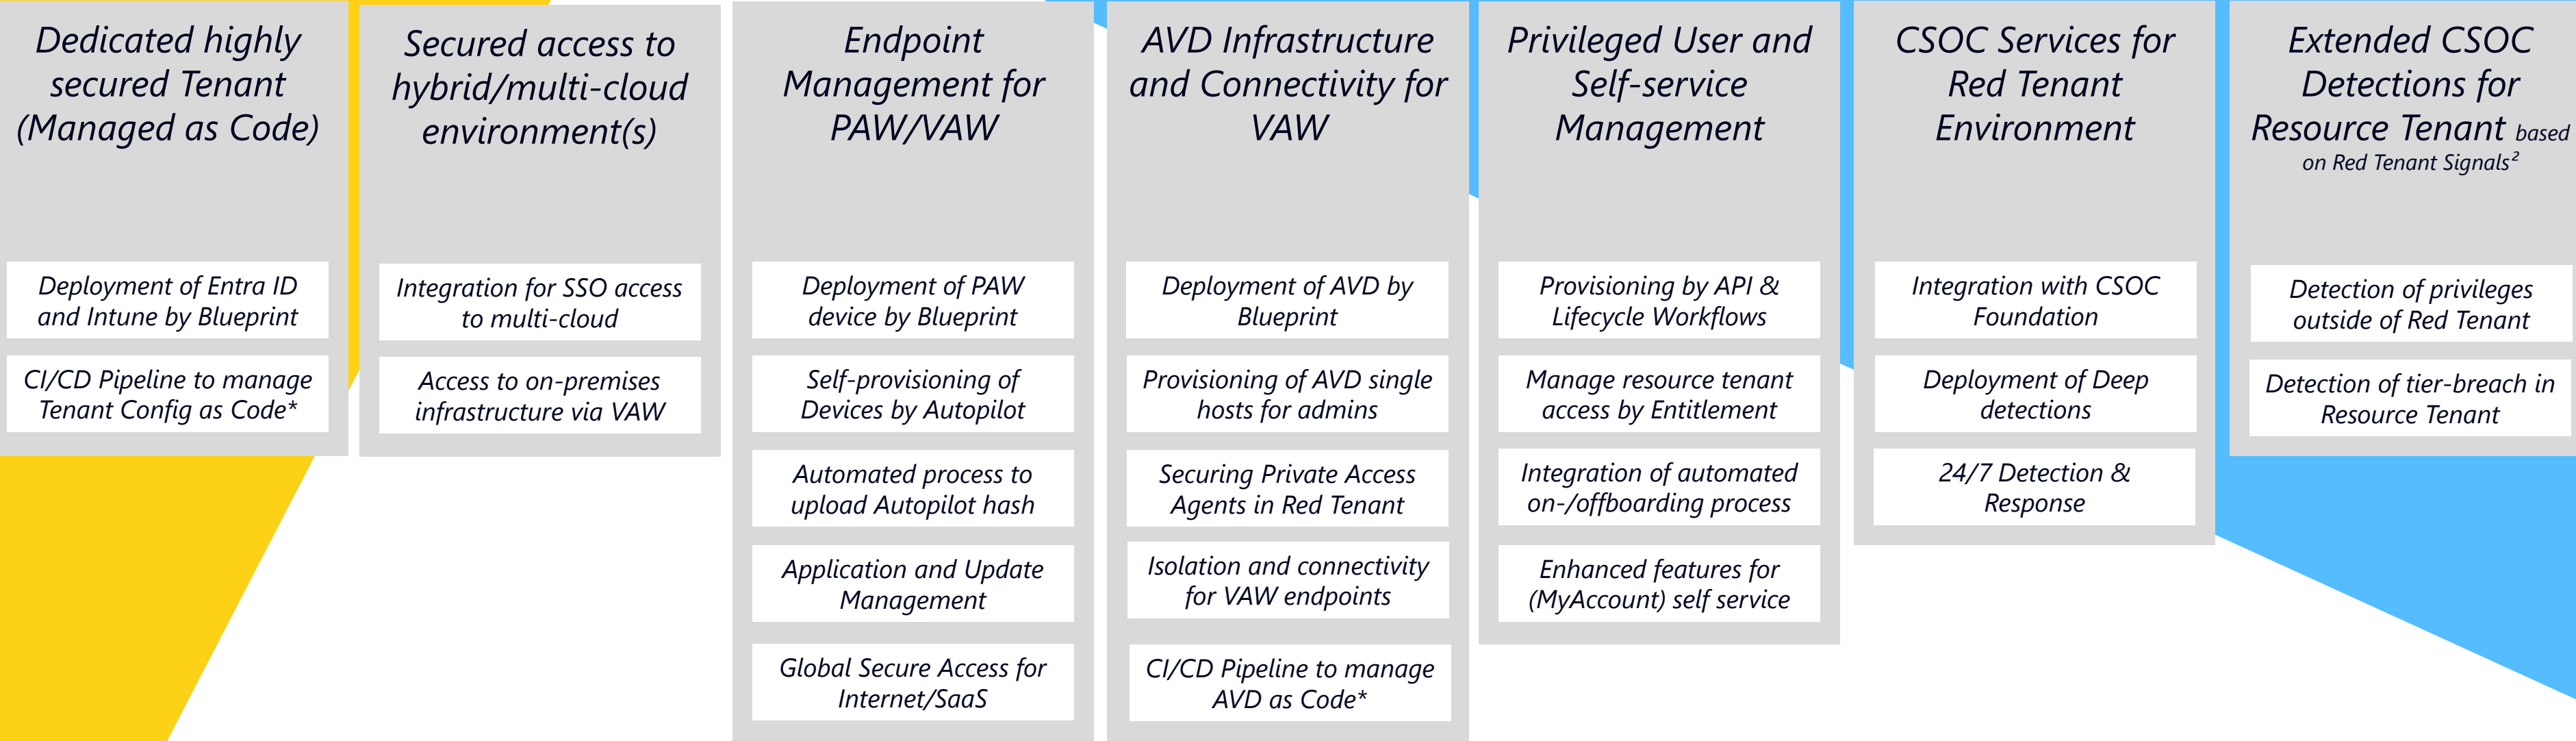 Dedicated highly
secured Tenant
(Managed as Code)
Deployment of Entra ID
and Intune by Blueprint
CI/CD Pipeline to manage
Tenant Config as Code*
Secured access to
hybrid/multi-cloud
environment(s)
Integration for SSO access
to multi-cloud
Access to on-premises
infrastructure via VAW
Endpoint
Management for
PAW/VAW
Deployment of PAW
device by Blueprint
Self-provisioning of
Devices by Autopilot
Automated process to
upload Autopilot hash
Application and Update
Management
Global Secure Access for
Internet/SaaS
AVD Infrastructure
and Connectivity for
VAW
Deployment of AVD by
Blueprint
Provisioning of AVD single
hosts for admins
Securing Private Access
Agents in Red Tenant
Isolation and connectivity
for VAW endpoints
CI/CD Pipeline to manage
AVD as Code*
Privileged User and
Self-service
Management
Provisioning by API &
Lifecycle Workflows
Manage resource tenant
access by Entitlement
Integration of automated
on-/offboarding process
Enhanced features for
(MyAccount) self service
CSOC Services for
Red Tenant
Environment
Integration with CSOC
Foundation
Deployment of Deep
detections
24/7 Detection &
Response
Extended CSOC
Detections for
Resource Tenant based
on Red Tenant Signals²
Detection of privileges
outside of Red Tenant
Detection of tier-breach in
Resource Tenant